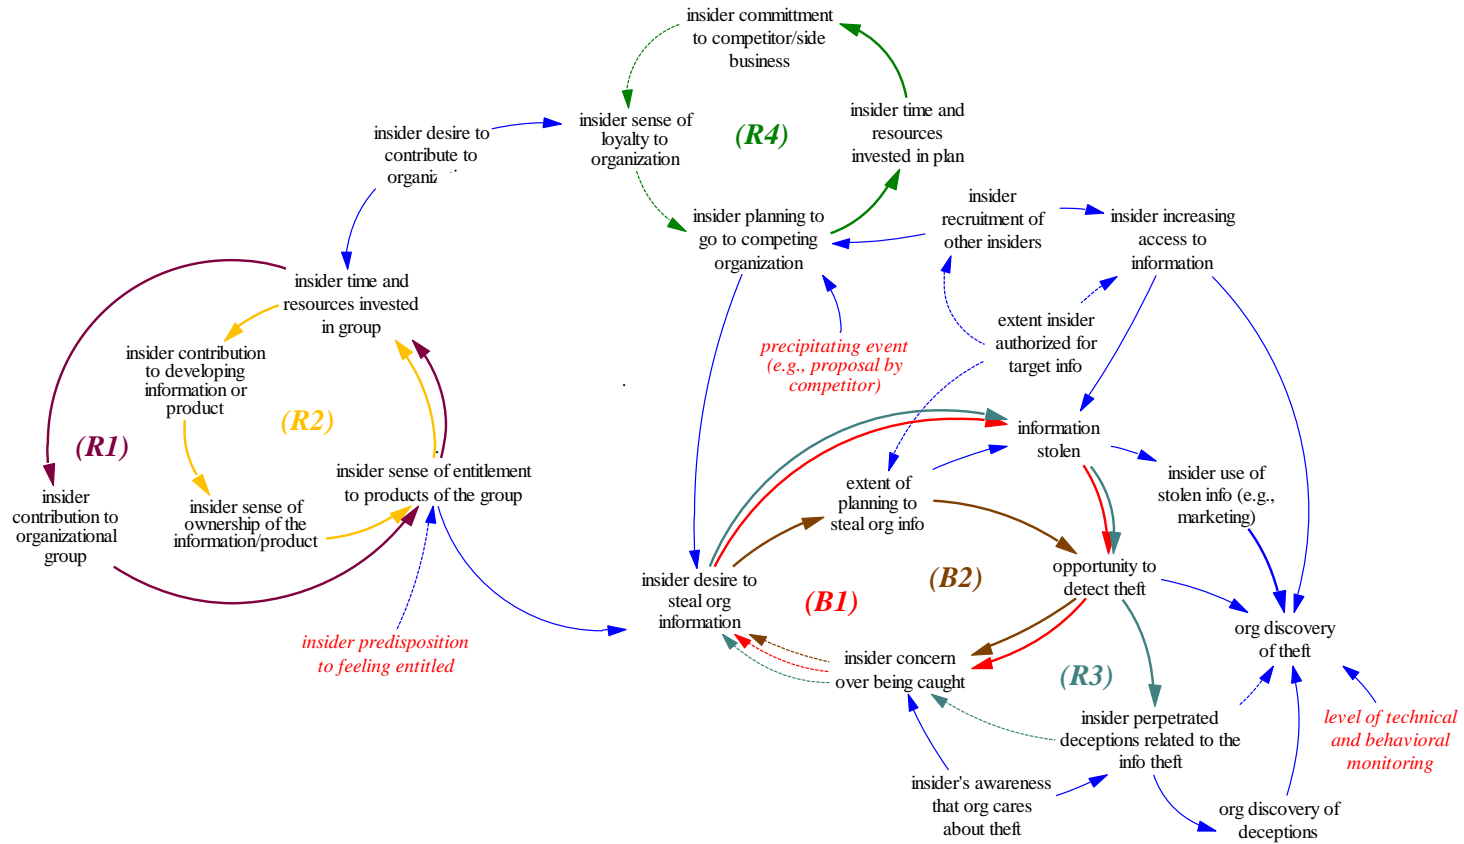 insider committment
to competitor/side
business
insider time and
resources
invested in plan
insider sense of
loyalty to
organization
(R4)
insider desire to
contribute to
insider planning to
go to competing
organization
insider
recruitment of
other insiders
insider increasing
access to
information
insider time and
resources invested
in group
extent insider
authorized for
target info
precipitating event
(e.g., proposal by
competitor)
insider contribution
to developing
information or
product
(R2)
(R1)
insider sense of entitlement
to products of the group
insider
contribution to
organizational
group
insider sense of
ownership of the
information/product
information
stolen
extent of
planning to
steal org info
insider use of
stolen info (e.g.,
marketing)
(B2)
opportunity to
detect theft
insider desire to
steal org
information
(B1)
insider predisposition
to feeling entitled
insider concern
over being caught
(R3)
org discovery
of theft
insider perpetrated
deceptions related to the
info theft
level of technical
and behavioral
monitoring
insider's awareness
that org cares
about theft
org discovery of
deceptions